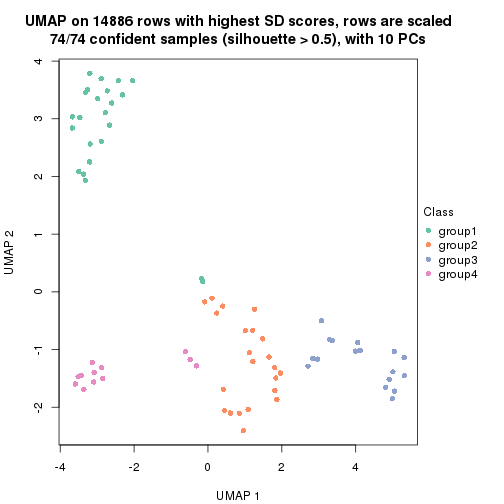 UMAP on 14886 rows with highest SD scores, rows are scaled
74/74 confident samples (silhouette > 0.5), with 10 PCs
4
3
2
1
0
-1
-2
UMAP 2
-4
-2
0
2
4
UMAP 1
Class
group1
group2
group3
group4